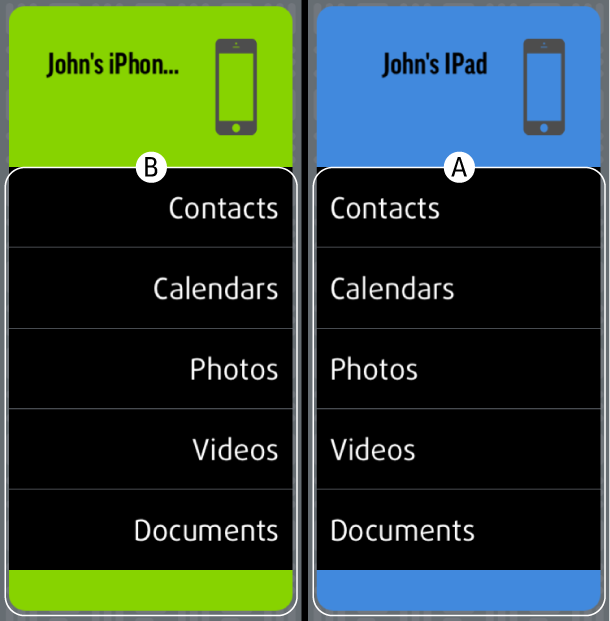 John's iPhon...
B
Contacts
Calendars
Photos
Videos
Documents
John's IPad
A
Contacts
Calendars
Photos
Videos
Documents